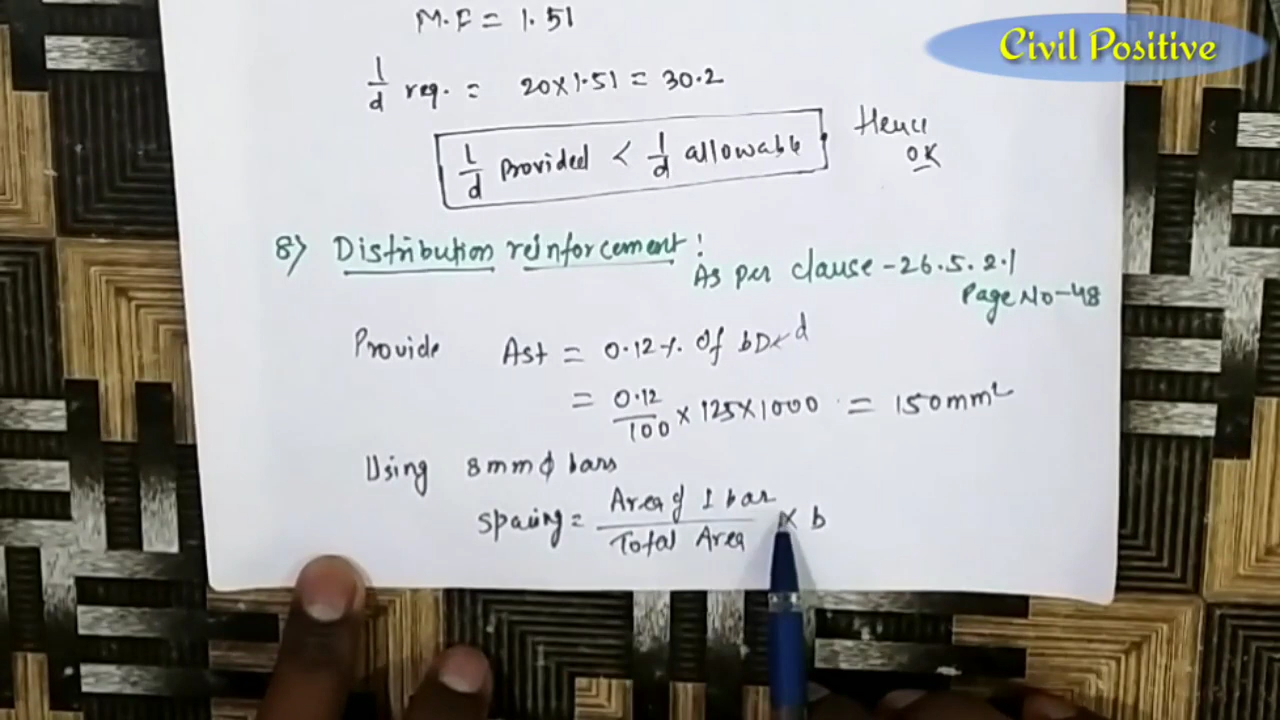 Civil Positive
M.F = 1.51
l/d req. = 20×1.51 = 30.2
l/d provided < l/d allowable Hence OK
8) Distribution reinforcement:
As per clause - 26.5.2.1
Page No-48
Provide Ast = 0.12 % Of bD
= 0.12/100 × 125×1000 = 150mm²
Using 8mm ϕ bars
Spacing = Area of 1 bar/Total Area × b